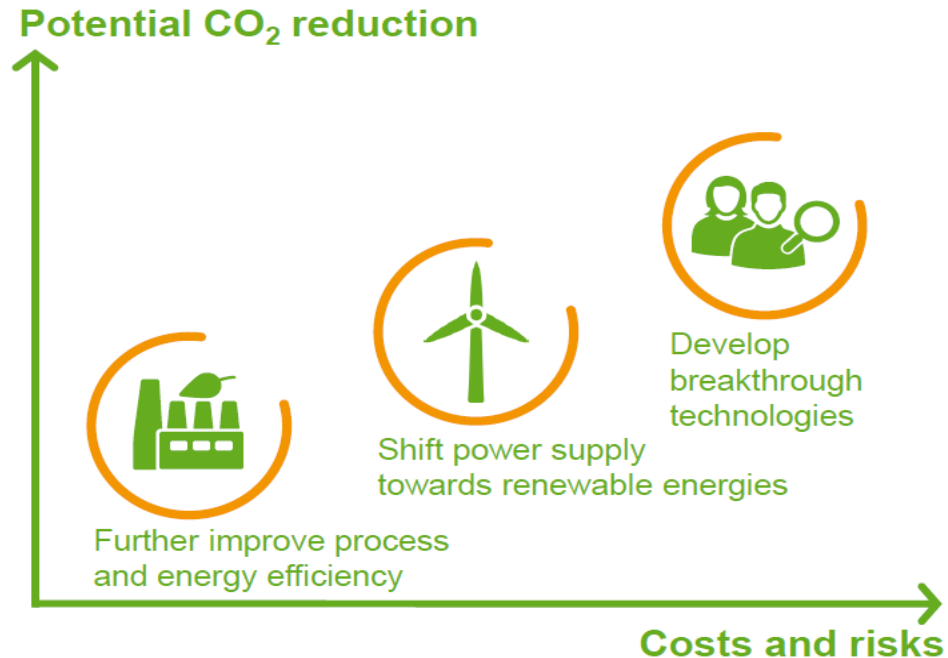 Potential CO₂ reduction
Develop
breakthrough
technologies
Shift power supply
towards renewable energies
Further improve process
and energy efficiency
Costs and risks